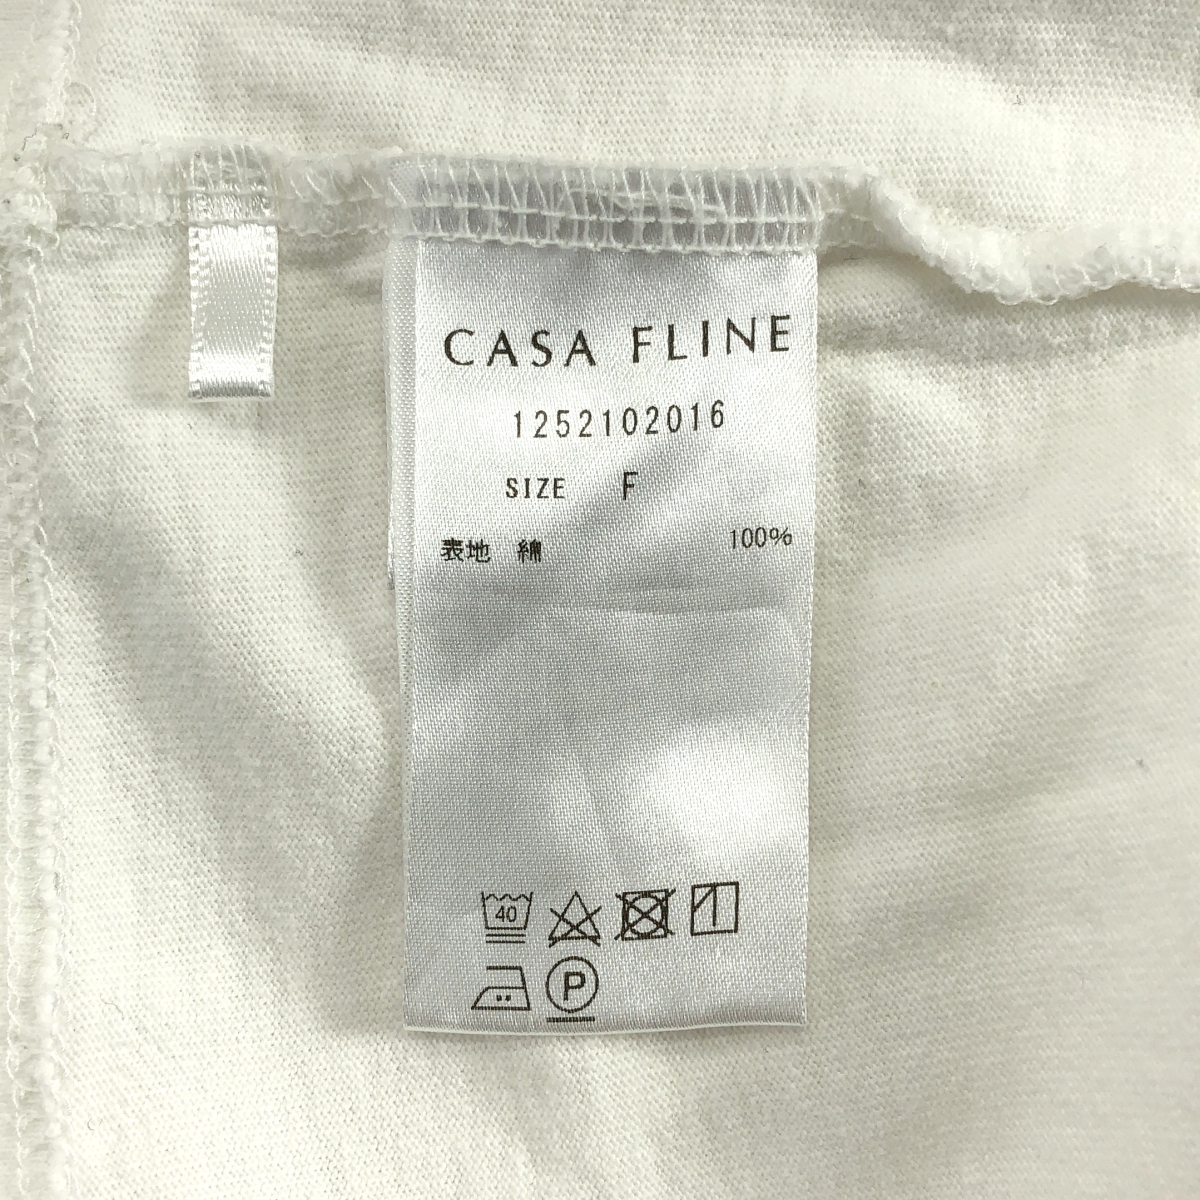 CASA FLINE
1252102016
SIZE F
表地 綿 100%
40
P